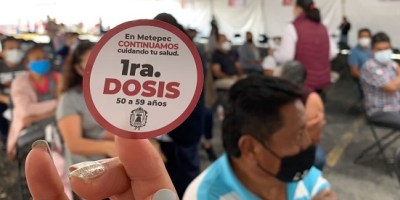 En Metepec
CONTINUAMOS
cuidando tu salud.
1ra.
DOSIS
50 a 59 años